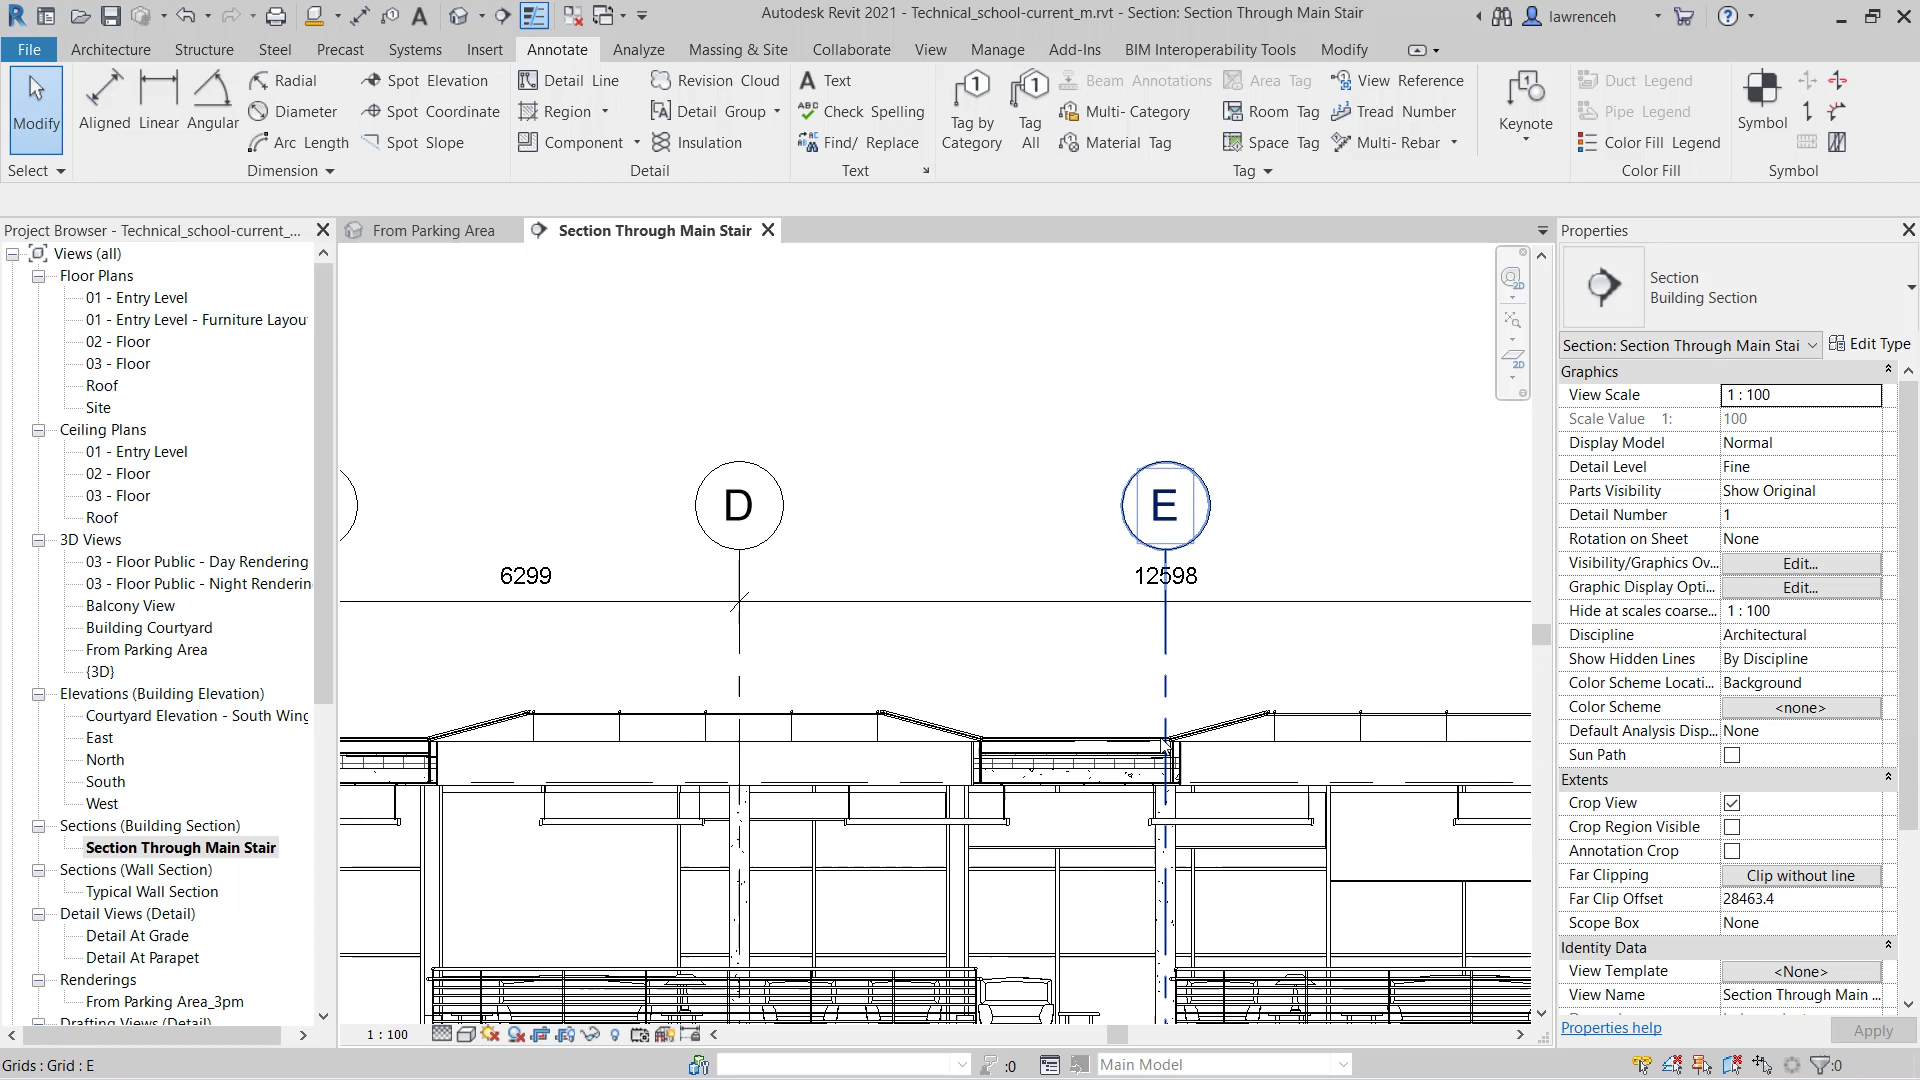 Autodesk Revit 2021 - Technical_school-current_m.rvt - Section: Section Through Main Stair
lawrenceh
File Architecture Structure Steel Precast Systems Insert Annotate Analyze Massing & Site Collaborate View Manage Add-Ins BIM Interoperability Tools Modify
Modify
Select
Aligned
Linear
Angular
Radial
Diameter
Arc Length
Spot Elevation
Spot Coordinate
Spot Slope
Dimension
Detail Line
Region
Component
Revision Cloud
Detail Group
Insulation
Detail
Text
Check Spelling
Find/ Replace
Text
Tag by
Category
Tag
All
Beam Annotations
Multi- Category
Material Tag
Area Tag
Room Tag
Space Tag
View Reference
Tread Number
Multi- Rebar
Tag
Keynote
Duct Legend
Pipe Legend
Color Fill Legend
Color Fill
Symbol
Symbol
Project Browser - Technical_school-current_...
Views (all)
Floor Plans
01 - Entry Level
01 - Entry Level - Furniture Layou
02 - Floor
03 - Floor
Roof
Site
Ceiling Plans
01 - Entry Level
02 - Floor
03 - Floor
Roof
3D Views
03 - Floor Public - Day Rendering
03 - Floor Public - Night Renderin
Balcony View
Building Courtyard
From Parking Area
{3D}
Elevations (Building Elevation)
Courtyard Elevation - South Wing
East
North
South
West
Sections (Building Section)
Section Through Main Stair
Sections (Wall Section)
Typical Wall Section
Detail Views (Detail)
Detail At Grade
Detail At Parapet
Renderings
From Parking Area_3pm
Drafting Views (Detail)
From Parking Area
Section Through Main Stair
2D
2D
D
E
6299
12598
1 : 100
Properties
Section
Building Section
Section: Section Through Main Stai
Edit Type
Graphics
View Scale 1 : 100
Scale Value 1: 100
Display Model Normal
Detail Level Fine
Parts Visibility Show Original
Detail Number 1
Rotation on Sheet None
Visibility/Graphics Ov... Edit...
Graphic Display Opti... Edit...
Hide at scales coarse... 1 : 100
Discipline Architectural
Show Hidden Lines By Discipline
Color Scheme Locati... Background
Color Scheme <none>
Default Analysis Disp... None
Sun Path
Extents
Crop View
Crop Region Visible
Annotation Crop
Far Clipping Clip without line
Far Clip Offset 28463.4
Scope Box None
Identity Data
View Template <None>
View Name Section Through Main ...
Properties help
Apply
Grids : Grid : E
:0
Main Model
:0